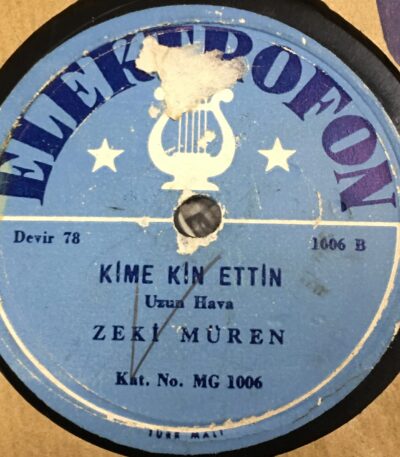 ELEKTROFON
Devir 78
1006 B
KİME KİN ETTİN
Uzun Hava
ZEKİ MÜREN
Kat. No. MG 1006
TÜRK MALI